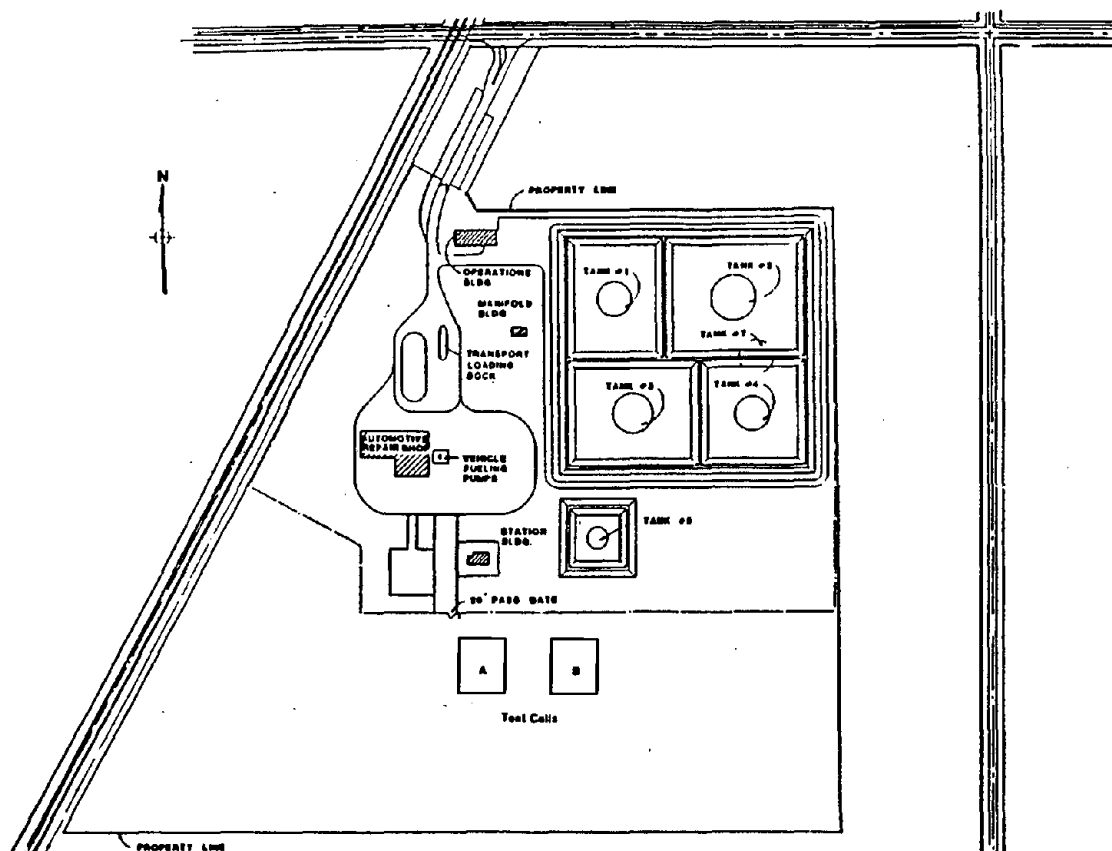 N
PROPERTY LINE
OPERATIONS
BLDG
MANIFOLD
BLDG
TRANSPORT
LOADING
DOCK
TANK #1
TANK #2
TANK #7
TANK #3
TANK #4
AUTOMOTIVE
REPAIR SHOP
VEHICLE
FUELING
PUMPS
STATION
BLDG.
TANK #5
PASS GATE
A
B
Test Cells
PROPERTY LINE